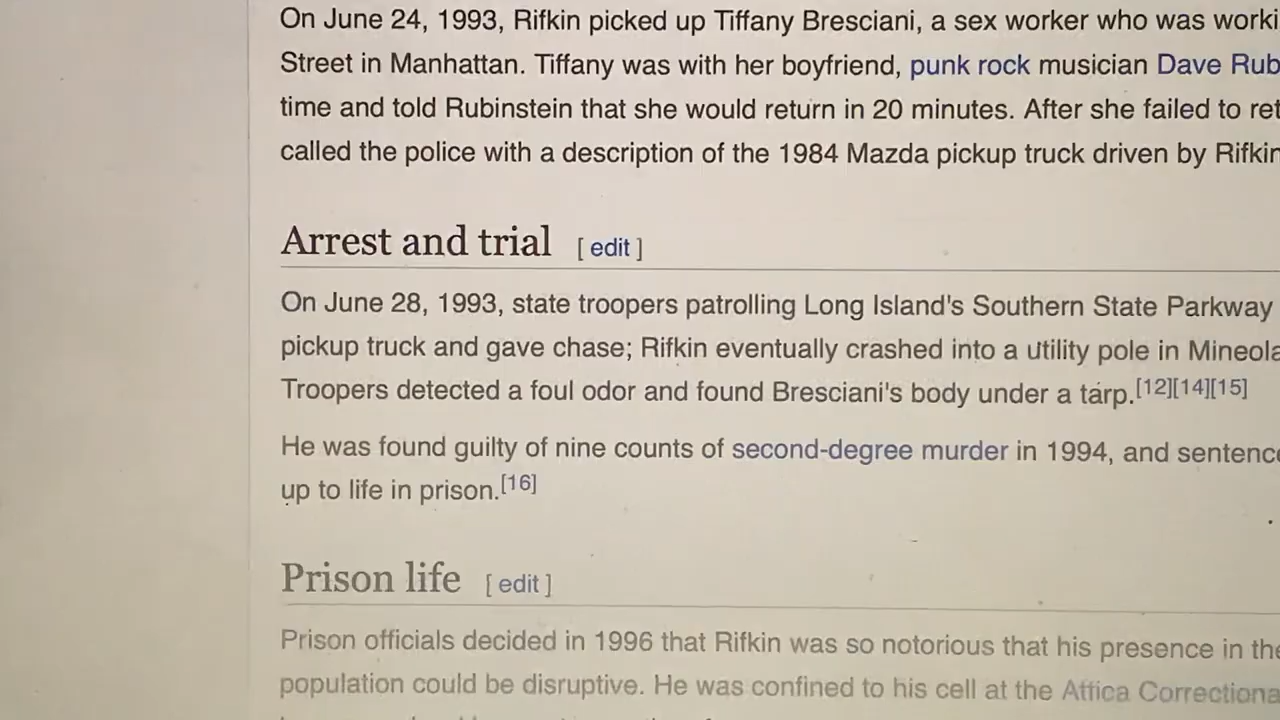 On June 24, 1993, Rifkin picked up Tiffany Bresciani, a sex worker who was
Street in Manhattan. Tiffany was with her boyfriend, punk rock musician Dave
time and told Rubinstein that she would return in 20 minutes. After she failed to
called the police with a description of the 1984 Mazda pickup truck driven by Rifkin
Arrest and trial [ edit ]
On June 28, 1993, state troopers patrolling Long Island's Southern State Parkway
pickup truck and gave chase; Rifkin eventually crashed into a utility pole in Mineola
Troopers detected a foul odor and found Bresciani's body under a tarp.[12][14][15]
He was found guilty of nine counts of second-degree murder in 1994, and
up to life in prison.[16]
Prison life [ edit ]
Prison officials decided in 1996 that Rifkin was so notorious that his presence in the
population could be disruptive. He was confined to his cell at the Attica